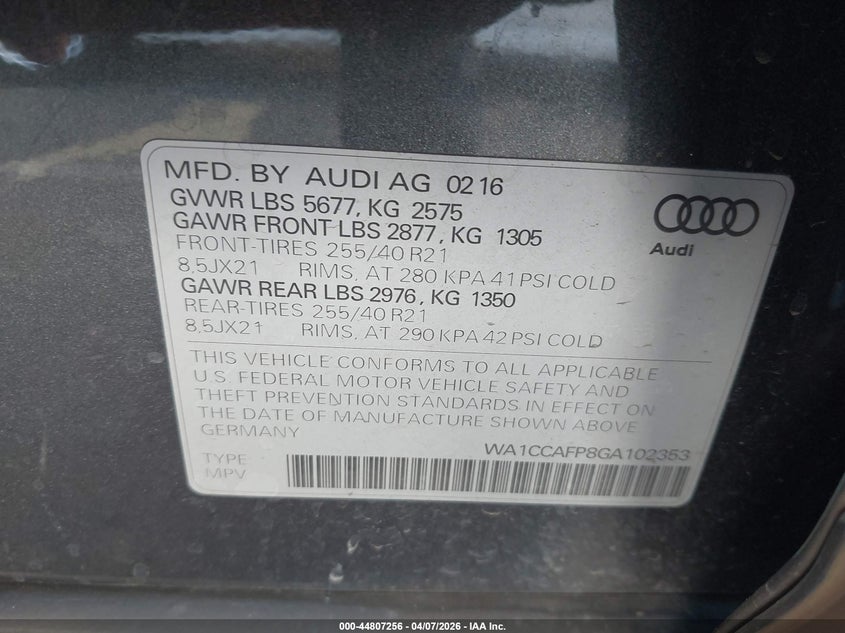 MFD. BY AUDI AG 02 16
GVWR LBS 5677, KG 2575
GAWR FRONT LBS 2877, KG 1305
FRONT-TIRES 255/40 R21
8,5JX21 RIMS, AT 280 KPA 41 PSI COLD
GAWR REAR LBS 2976, KG 1350
REAR-TIRES 255/40 R21
8,5JX21 RIMS, AT 290 KPA 42 PSI COLD
Audi
THIS VEHICLE CONFORMS TO ALL APPLICABLE
U.S. FEDERAL MOTOR VEHICLE SAFETY AND
THEFT PREVENTION STANDARDS IN EFFECT ON
THE DATE OF MANUFACTURE SHOWN ABOVE
GERMANY
WA1CCAFP8GA102353
TYPE
MPV
000-44807256 - 04/07/2026 - IAA Inc.